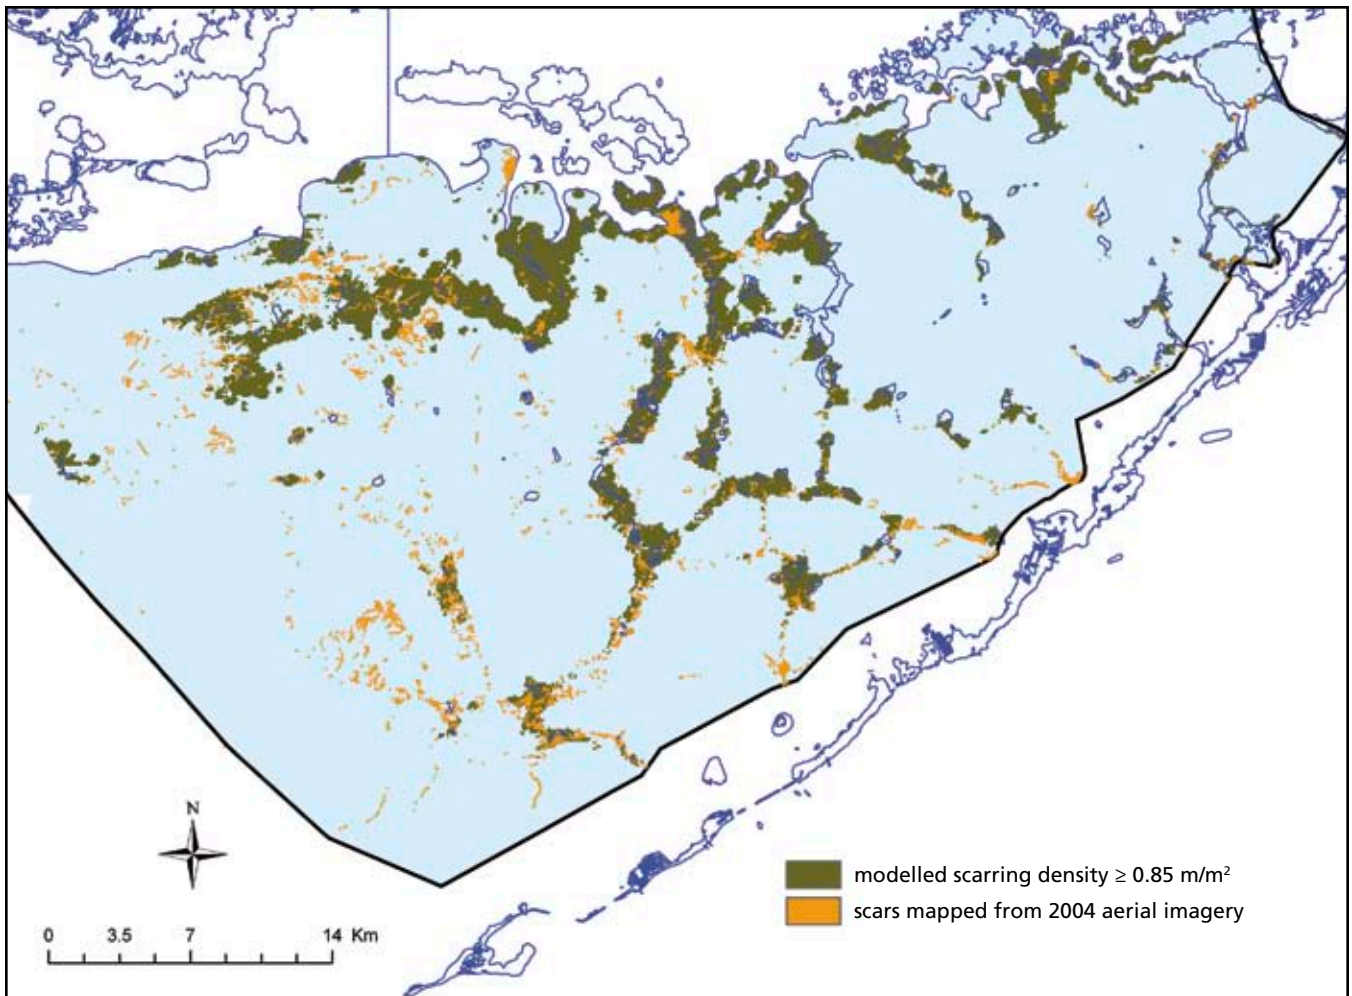 N
0 3.5 7 14 Km
modelled scarring density ≥ 0.85 m/m²
scars mapped from 2004 aerial imagery